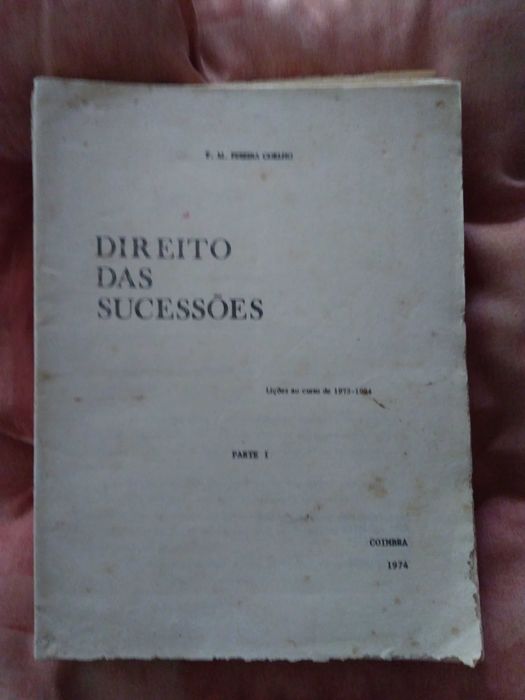 F. M. PEREIRA COELHO
DIREITO
DAS
SUCESSÕES
Lições ao curso de 1973-1974
PARTE I
COIMBRA
1974